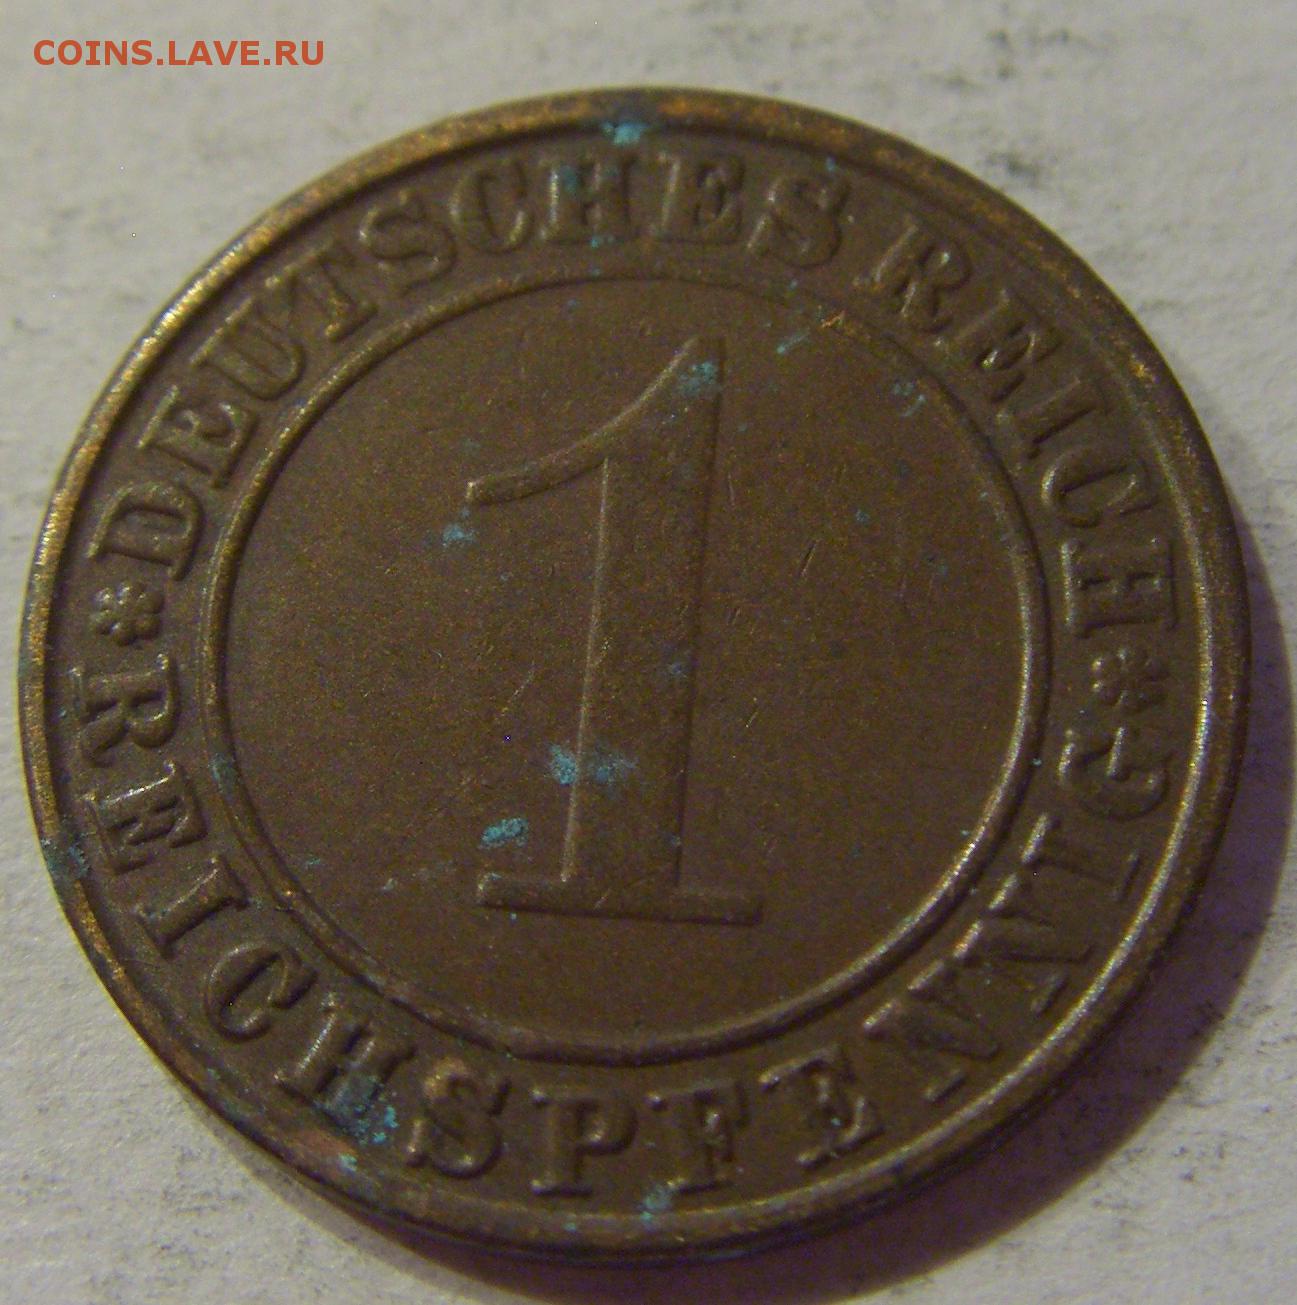 COINS.LAVE.RU
DEUTSCHES REICH
1
REICHSPFENNIG